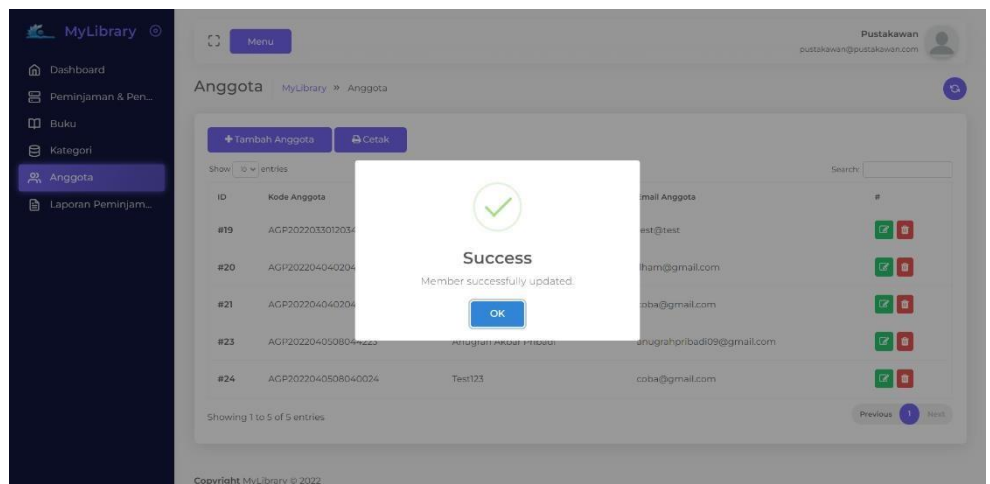 MyLibrary
Dashboard
Peminjaman & Pen...
Buku
Kategori
Anggota
Laporan Peminjam...
Menu
Pustakawan
pustakawan@pustakawan.com
Anggota MyLibrary » Anggota
Tambah Anggota Cetak
Show 10 entries Search:
ID Kode Anggota Email Anggota #
#19 AGP2022033012034 est@test
#20 AGP202204040204 lham@gmail.com
#21 AGP202204040204 coba@gmail.com
#23 AGP2022040508044223 Anugrah Akbar Pribadi anugrahpribadi09@gmail.com
#24 AGP2022040508040024 Test123 coba@gmail.com
Success
Member successfully updated.
OK
Showing 1 to 5 of 5 entries
Previous 1 Next
Copyright MyLibrary © 2022